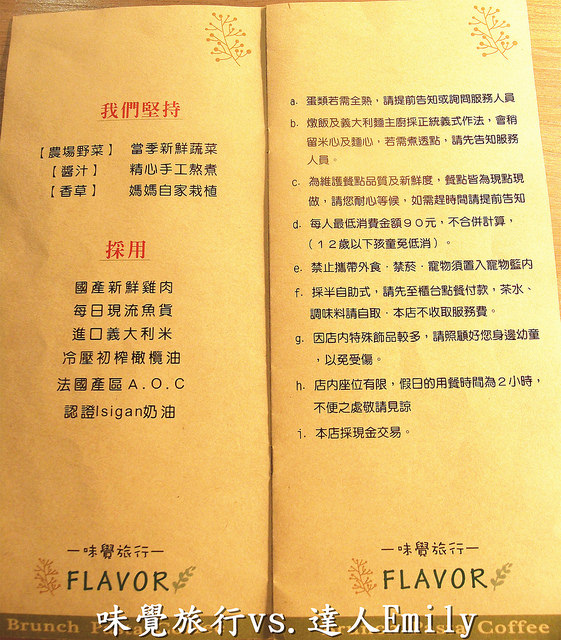 我們堅持
【農場野菜】 當季新鮮蔬菜
【醬汁】 精心手工熬煮
【香草】 媽媽自家栽植
採用
國產新鮮雞肉
每日現流魚貨
進口義大利米
冷壓初榨橄欖油
法國產區A.O.C
認證Isigan奶油
一味覺旅行一
FLAVOR
a. 蛋類若需全熟，請提前告知或詢問服務人員
b. 燉飯及義大利麵主廚採正統義式作法，會稍
留米心及麵心，若需煮透點，請先告知服務
人員。
c. 為維護餐點品質及新鮮度，餐點皆為現點現
做，請您耐心等候，如需趕時間請提前告知
d. 每人最低消費金額90元，不合併計算，
（12歲以下孩童免低消）。
e. 禁止攜帶外食．禁菸．寵物須置入寵物籃內
f. 採半自助式，請先至櫃台點餐付款，茶水、
調味料請自取．本店不收取服務費。
g. 因店內特殊飾品較多，請照顧好您身邊幼童
，以免受傷。
h. 店內座位有限，假日的用餐時間為2小時，
不便之處敬請見諒
i. 本店採現金交易。
一味覺旅行一
FLAVOR
Brunch
Coffee
味覺旅行vs.達人Emily